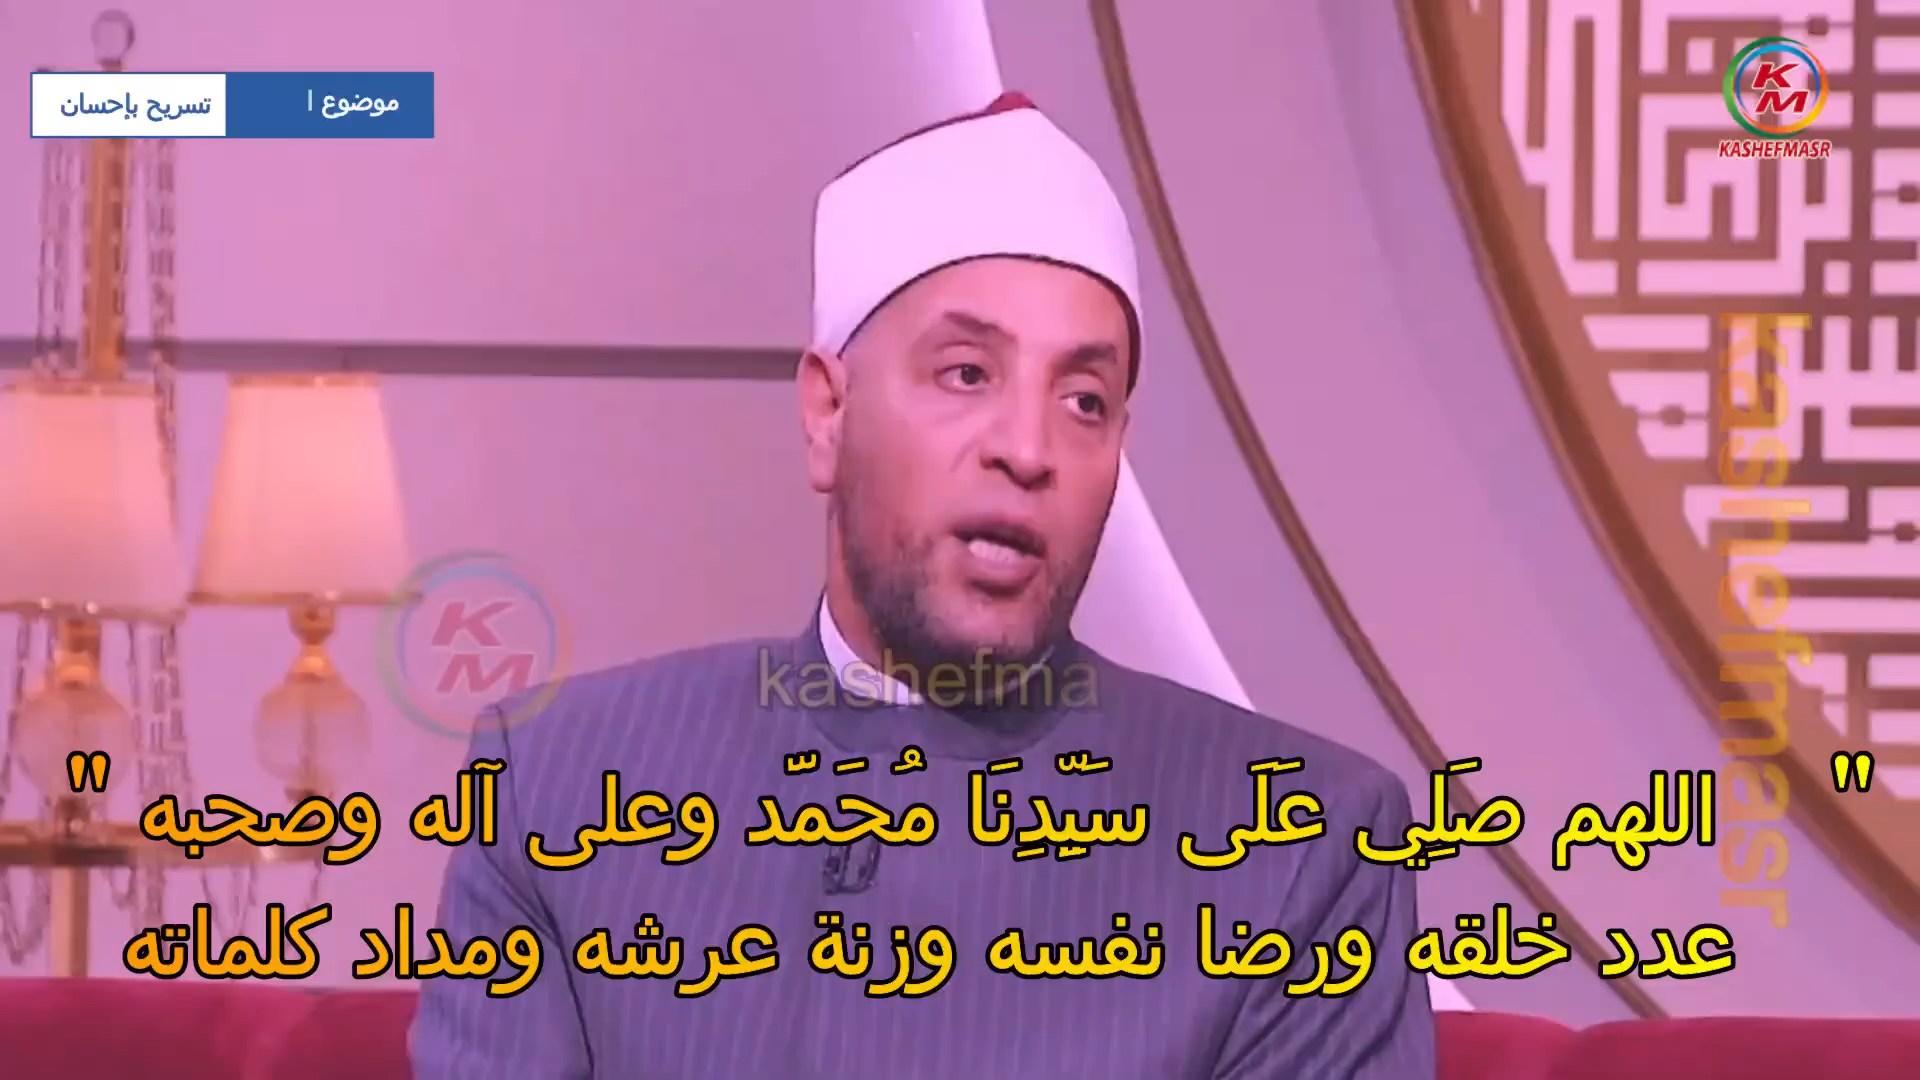 موضوع ا
تسريح بإحسان
KM
KASHEFMASR
kashefmasr
KM
kashefma
" اللهم صَلِي عَلَى سَيِّدِنَا مُحَمَّد وعلى آله وصحبه "
عدد خلقه ورضا نفسه وزنة عرشه ومداد كلماته